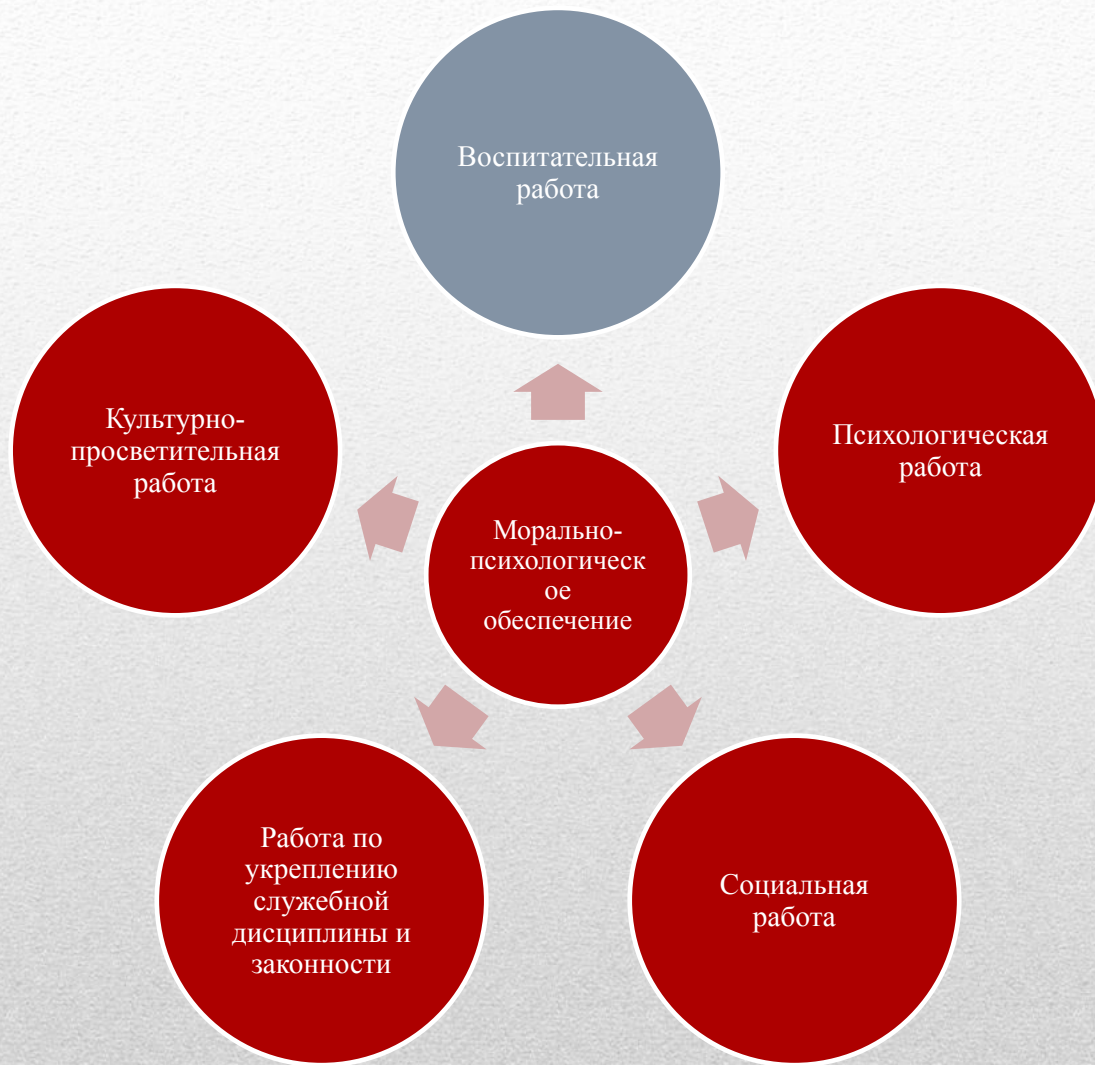 Воспитательная
работа
Культурно-
просветительная
работа
Психологическая
работа
Морально-
психологическ
ое
обеспечение
Работа по
укреплению
служебной
дисциплины и
законности
Социальная
работа